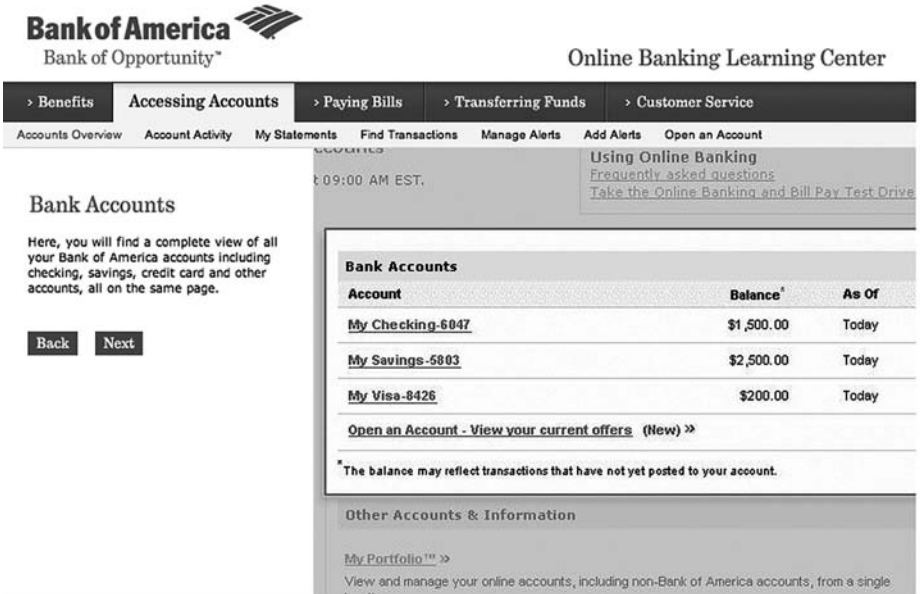 Bank of America
Bank of Opportunity™
Online Banking Learning Center
› Benefits Accessing Accounts › Paying Bills › Transferring Funds › Customer Service
Accounts Overview Account Activity My Statements Find Transactions Manage Alerts Add Alerts Open an Account
Using Online Banking
09:00 AM EST.
Frequently asked questions
Take the Online Banking and Bill Pay Test Drive
Bank Accounts
Here, you will find a complete view of all
your Bank of America accounts including
checking, savings, credit card and other
accounts, all on the same page.
Back Next
Bank Accounts
Account Balance* As Of
My Checking-6047 $1,500.00 Today
My Savings-5803 $2,500.00 Today
My Visa-8426 $200.00 Today
Open an Account - View your current offers (New) »
*The balance may reflect transactions that have not yet posted to your account.
Other Accounts & Information
My Portfolio™ »
View and manage your online accounts, including non-Bank of America accounts, from a single